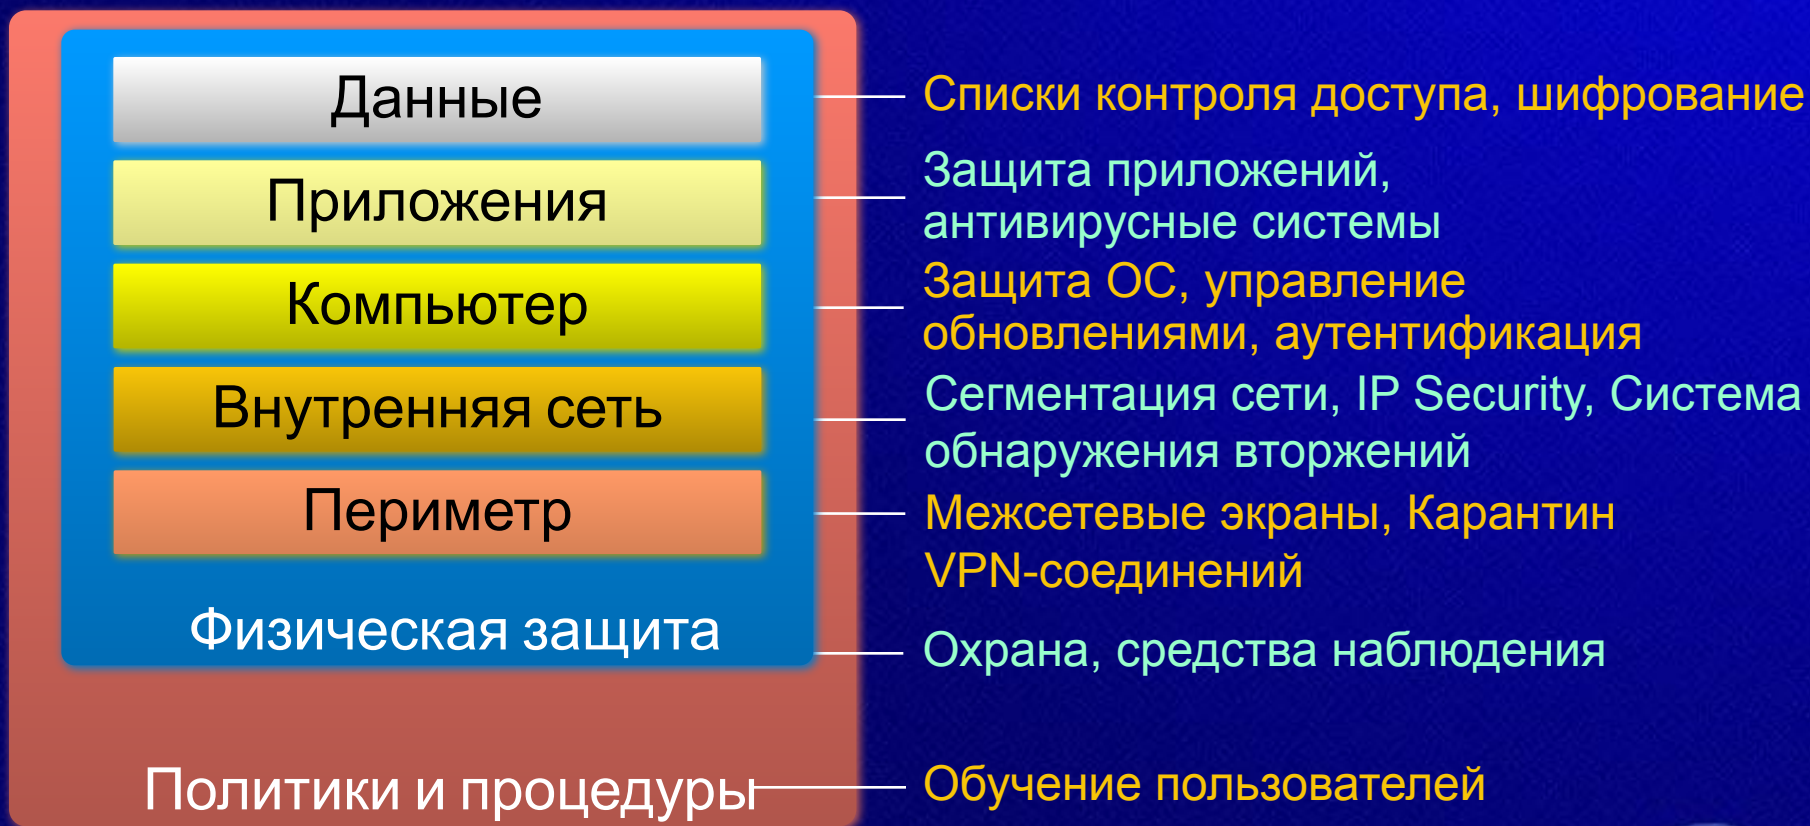 Данные
Списки контроля доступа, шифрование
Приложения
Защита приложений,
антивирусные системы
Компьютер
Защита ОС, управление
обновлениями, аутентификация
Внутренняя сеть
Сегментация сети, IP Security, Система
обнаружения вторжений
Периметр
Межсетевые экраны, Карантин
VPN-соединений
Физическая защита
Охрана, средства наблюдения
Политики и процедуры
Обучение пользователей